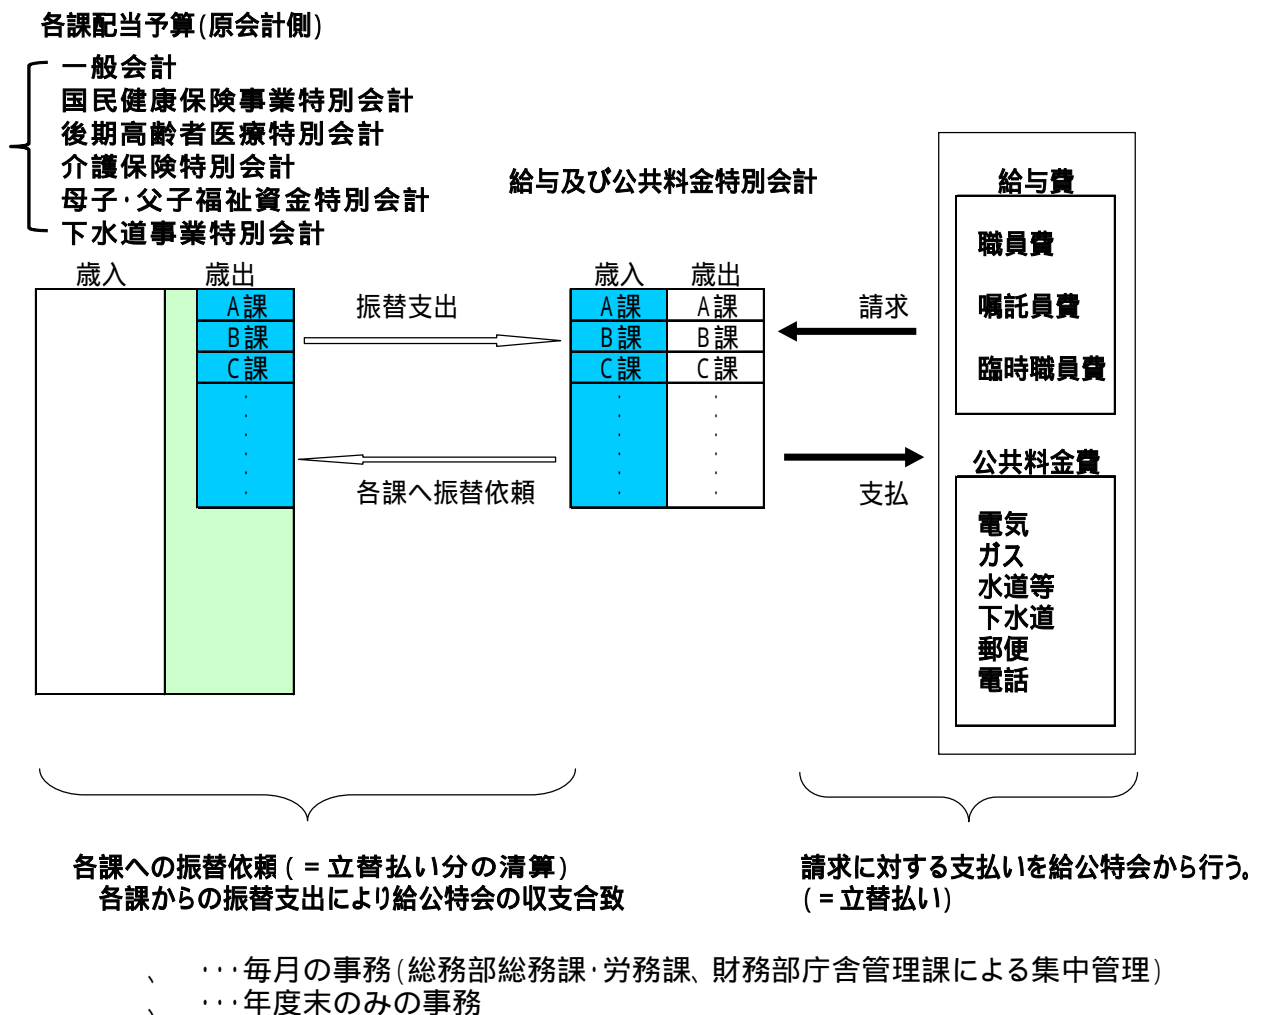 各課配当予算(原会計側)
一般会計
国民健康保険事業特別会計
後期高齢者医療特別会計
介護保険特別会計
母子・父子福祉資金特別会計
下水道事業特別会計
歳入 歳出
A課
B課
C課
・
・
・
・
・
・
振替支出
各課へ振替依頼
給与及び公共料金特別会計
歳入 歳出
A課 A課
B課 B課
C課 C課
・ ・
・ ・
・ ・
・ ・
・ ・
・ ・
請求
支払
給与費
職員費
嘱託員費
臨時職員費
公共料金費
電気
ガス
水道等
下水道
郵便
電話
各課への振替依頼(=立替払い分の清算)
各課からの振替支出により給公特会の収支合致
請求に対する支払いを給公特会から行う。
(=立替払い)
、 ・・・毎月の事務(総務部総務課・労務課、財務部庁舎管理課による集中管理)
、 ・・・年度末のみの事務